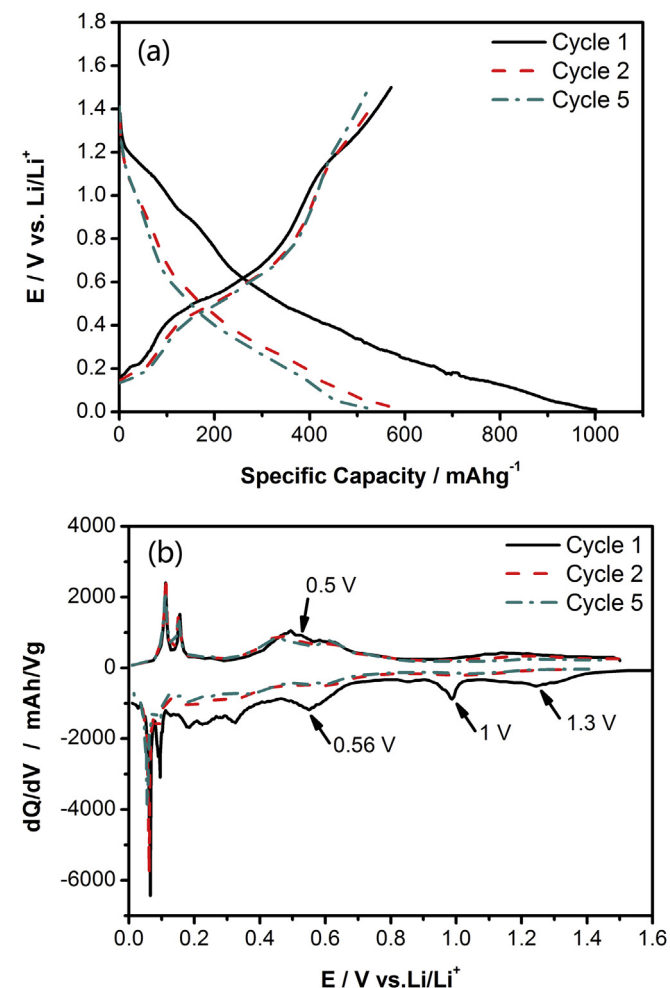 (a)
Cycle 1
Cycle 2
Cycle 5
1.8
1.6
1.4
1.2
1.0
0.8
0.6
0.4
0.2
0.0
E / V vs. Li/Li⁺
0 200 400 600 800 1000
Specific Capacity / mAhg⁻¹
(b)
Cycle 1
Cycle 2
Cycle 5
4000
2000
0
-2000
-4000
-6000
dQ/dV / mAh/Vg
0.5 V
0.56 V
1 V
1.3 V
0.0 0.2 0.4 0.6 0.8 1.0 1.2 1.4 1.6
E / V vs.Li/Li⁺